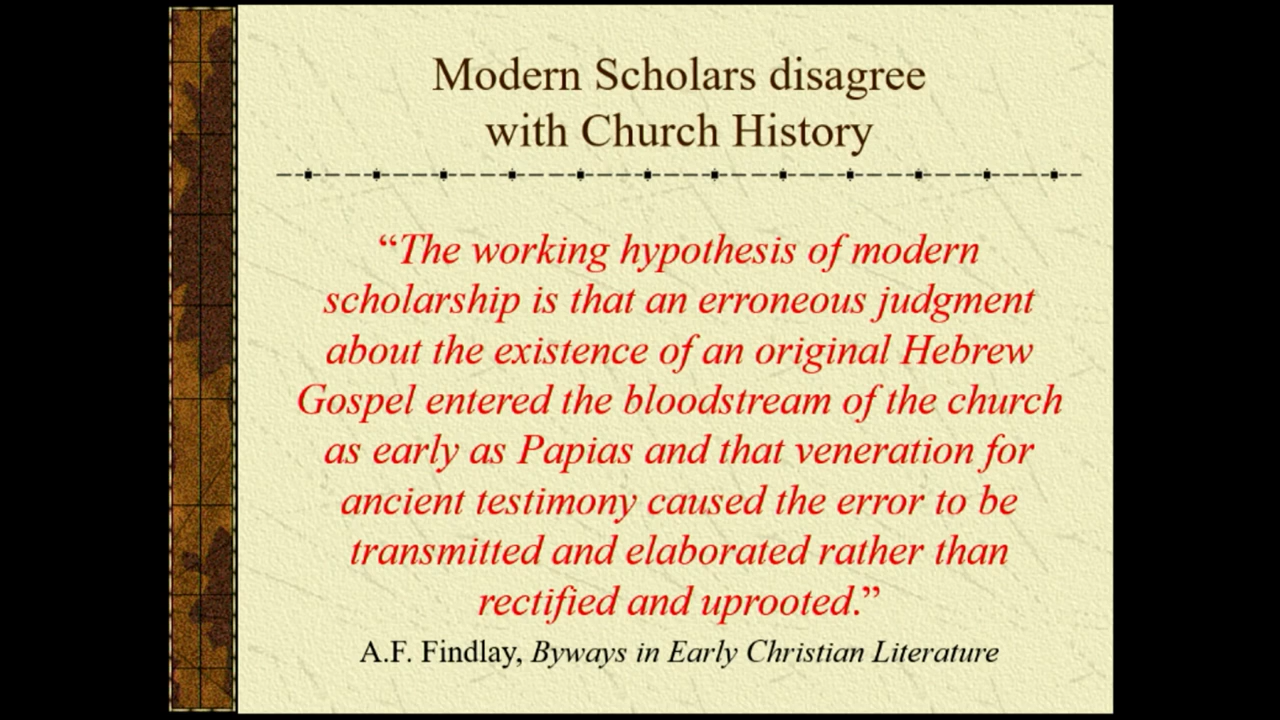 Modern Scholars disagree
with Church History
“The working hypothesis of modern
scholarship is that an erroneous judgment
about the existence of an original Hebrew
Gospel entered the bloodstream of the church
as early as Papias and that veneration for
ancient testimony caused the error to be
transmitted and elaborated rather than
rectified and uprooted.”
A.F. Findlay, Byways in Early Christian Literature